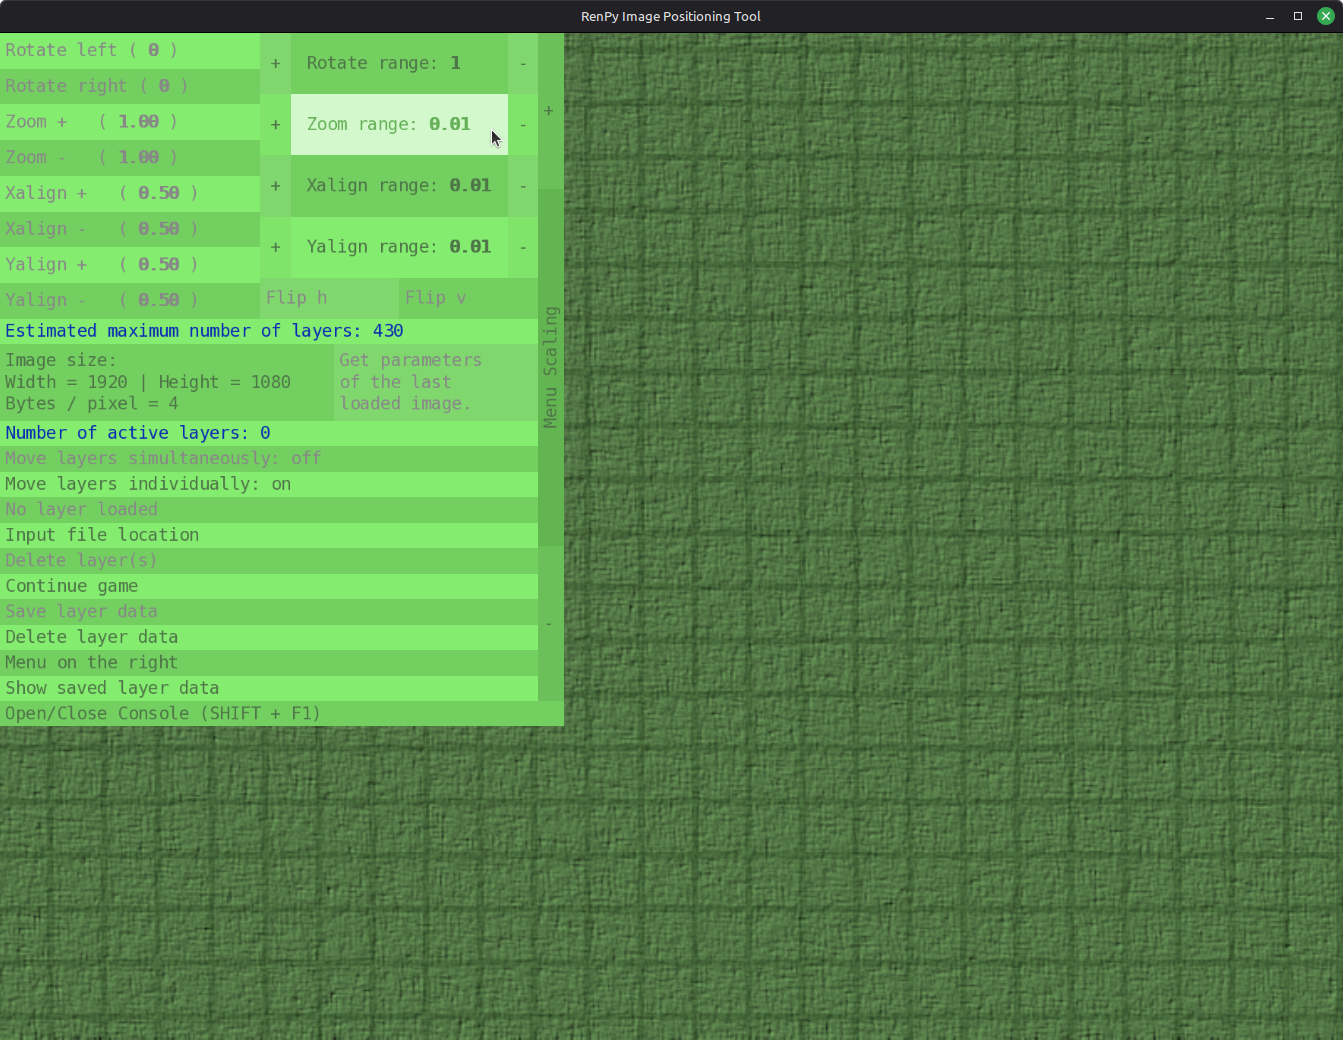 RenPy Image Positioning Tool
Rotate left ( 0 )
Rotate right ( 0 )
Zoom + ( 1.00 )
Zoom - ( 1.00 )
Xalign + ( 0.50 )
Xalign - ( 0.50 )
Yalign + ( 0.50 )
Yalign - ( 0.50 )
+ Rotate range: 1 -
+ Zoom range: 0.01 -
+ Xalign range: 0.01 -
+ Yalign range: 0.01 -
Flip h
Flip v
+
Menu Scaling
-
Estimated maximum number of layers: 430
Image size:
Width = 1920 | Height = 1080
Bytes / pixel = 4
Get parameters
of the last
loaded image.
Number of active layers: 0
Move layers simultaneously: off
Move layers individually: on
No layer loaded
Input file location
Delete layer(s)
Continue game
Save layer data
Delete layer data
Menu on the right
Show saved layer data
Open/Close Console (SHIFT + F1)